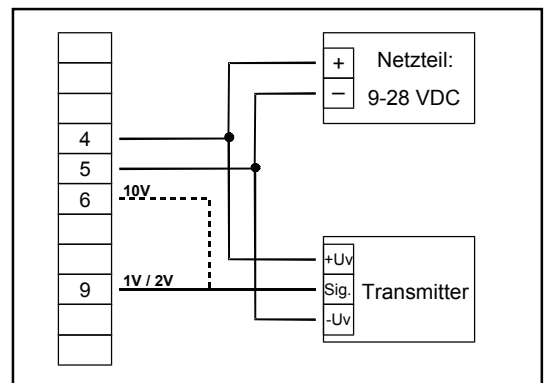 + Netzteil:
– 9-28 VDC
4
5
6 10V
+Uv
9 1V / 2V Sig. Transmitter
-Uv